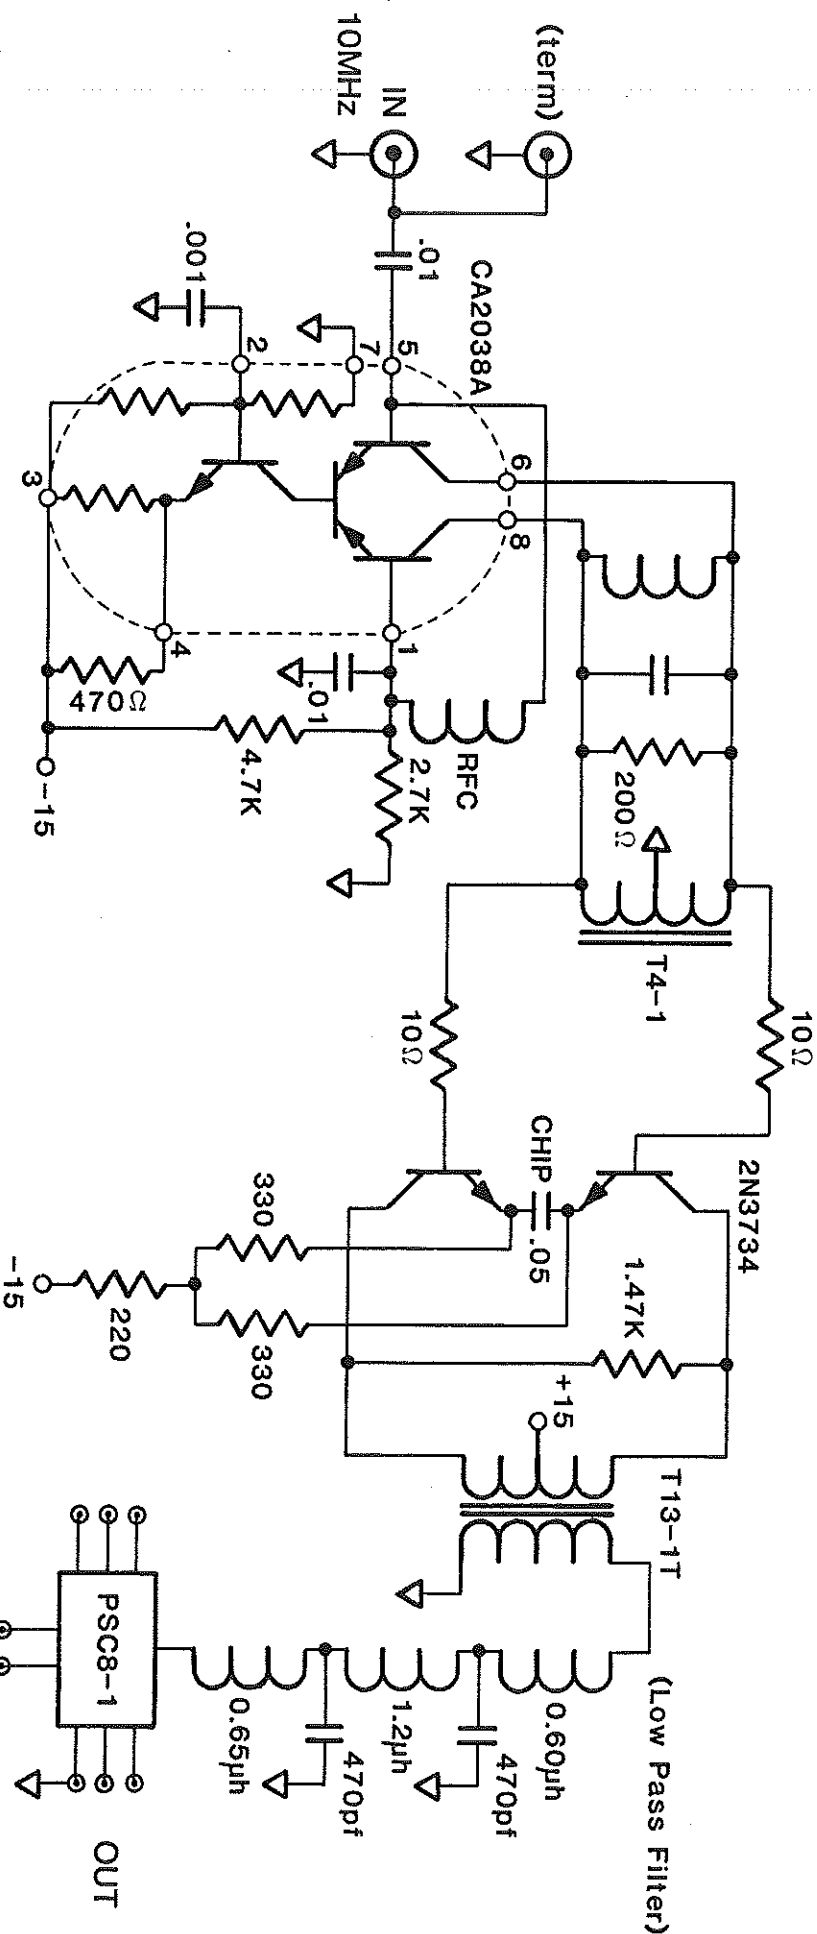 (term)
IN
10MHz
.01
CA2038A
.001
2
7
5
6
8
3
4
1
470Ω
.01
4.7K
2.7K
RFC
-15
200Ω
T4-1
10Ω
10Ω
CHIP
.05
2N3734
330
330
220
-15
1.47K
+15
T13-1T
(Low Pass Filter)
0.60µh
470pf
1.2µh
470pf
0.65µh
PSC8-1
OUT